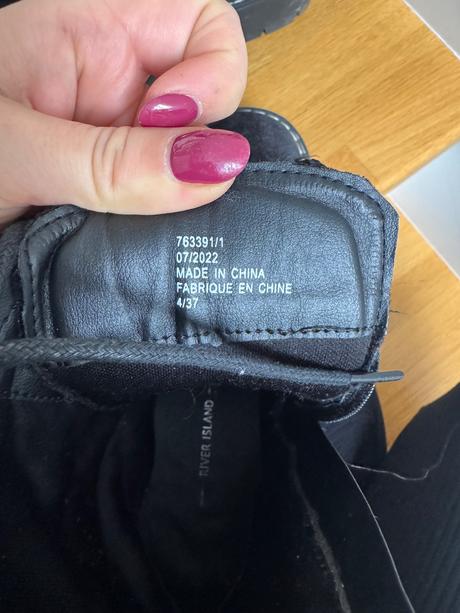 763391/1
07/2022
MADE IN CHINA
FABRIQUE EN CHINE
4/37
RIVER ISLAND